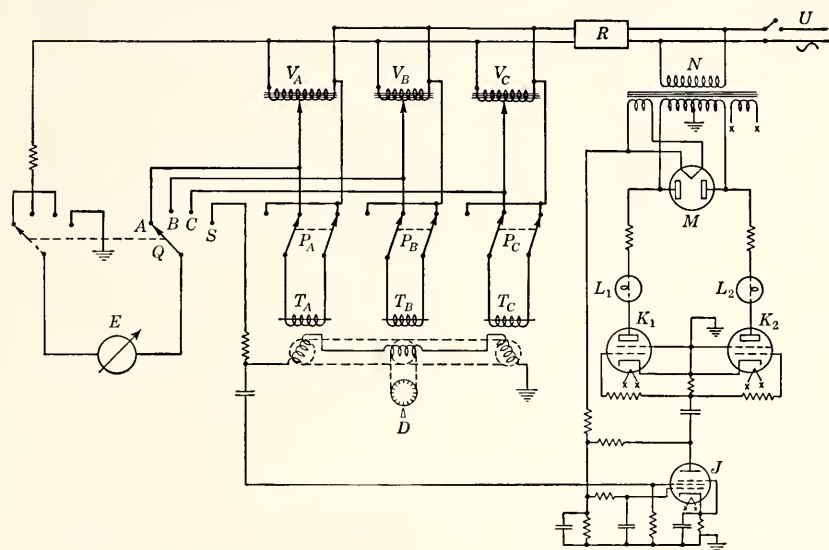 R
U
V_A
V_B
V_C
N
x
x
M
A
B
C
S
Q
P_A
P_B
P_C
L_1
L_2
T_A
T_B
T_C
K_1
K_2
E
x
x
x
x
D
J
x
x